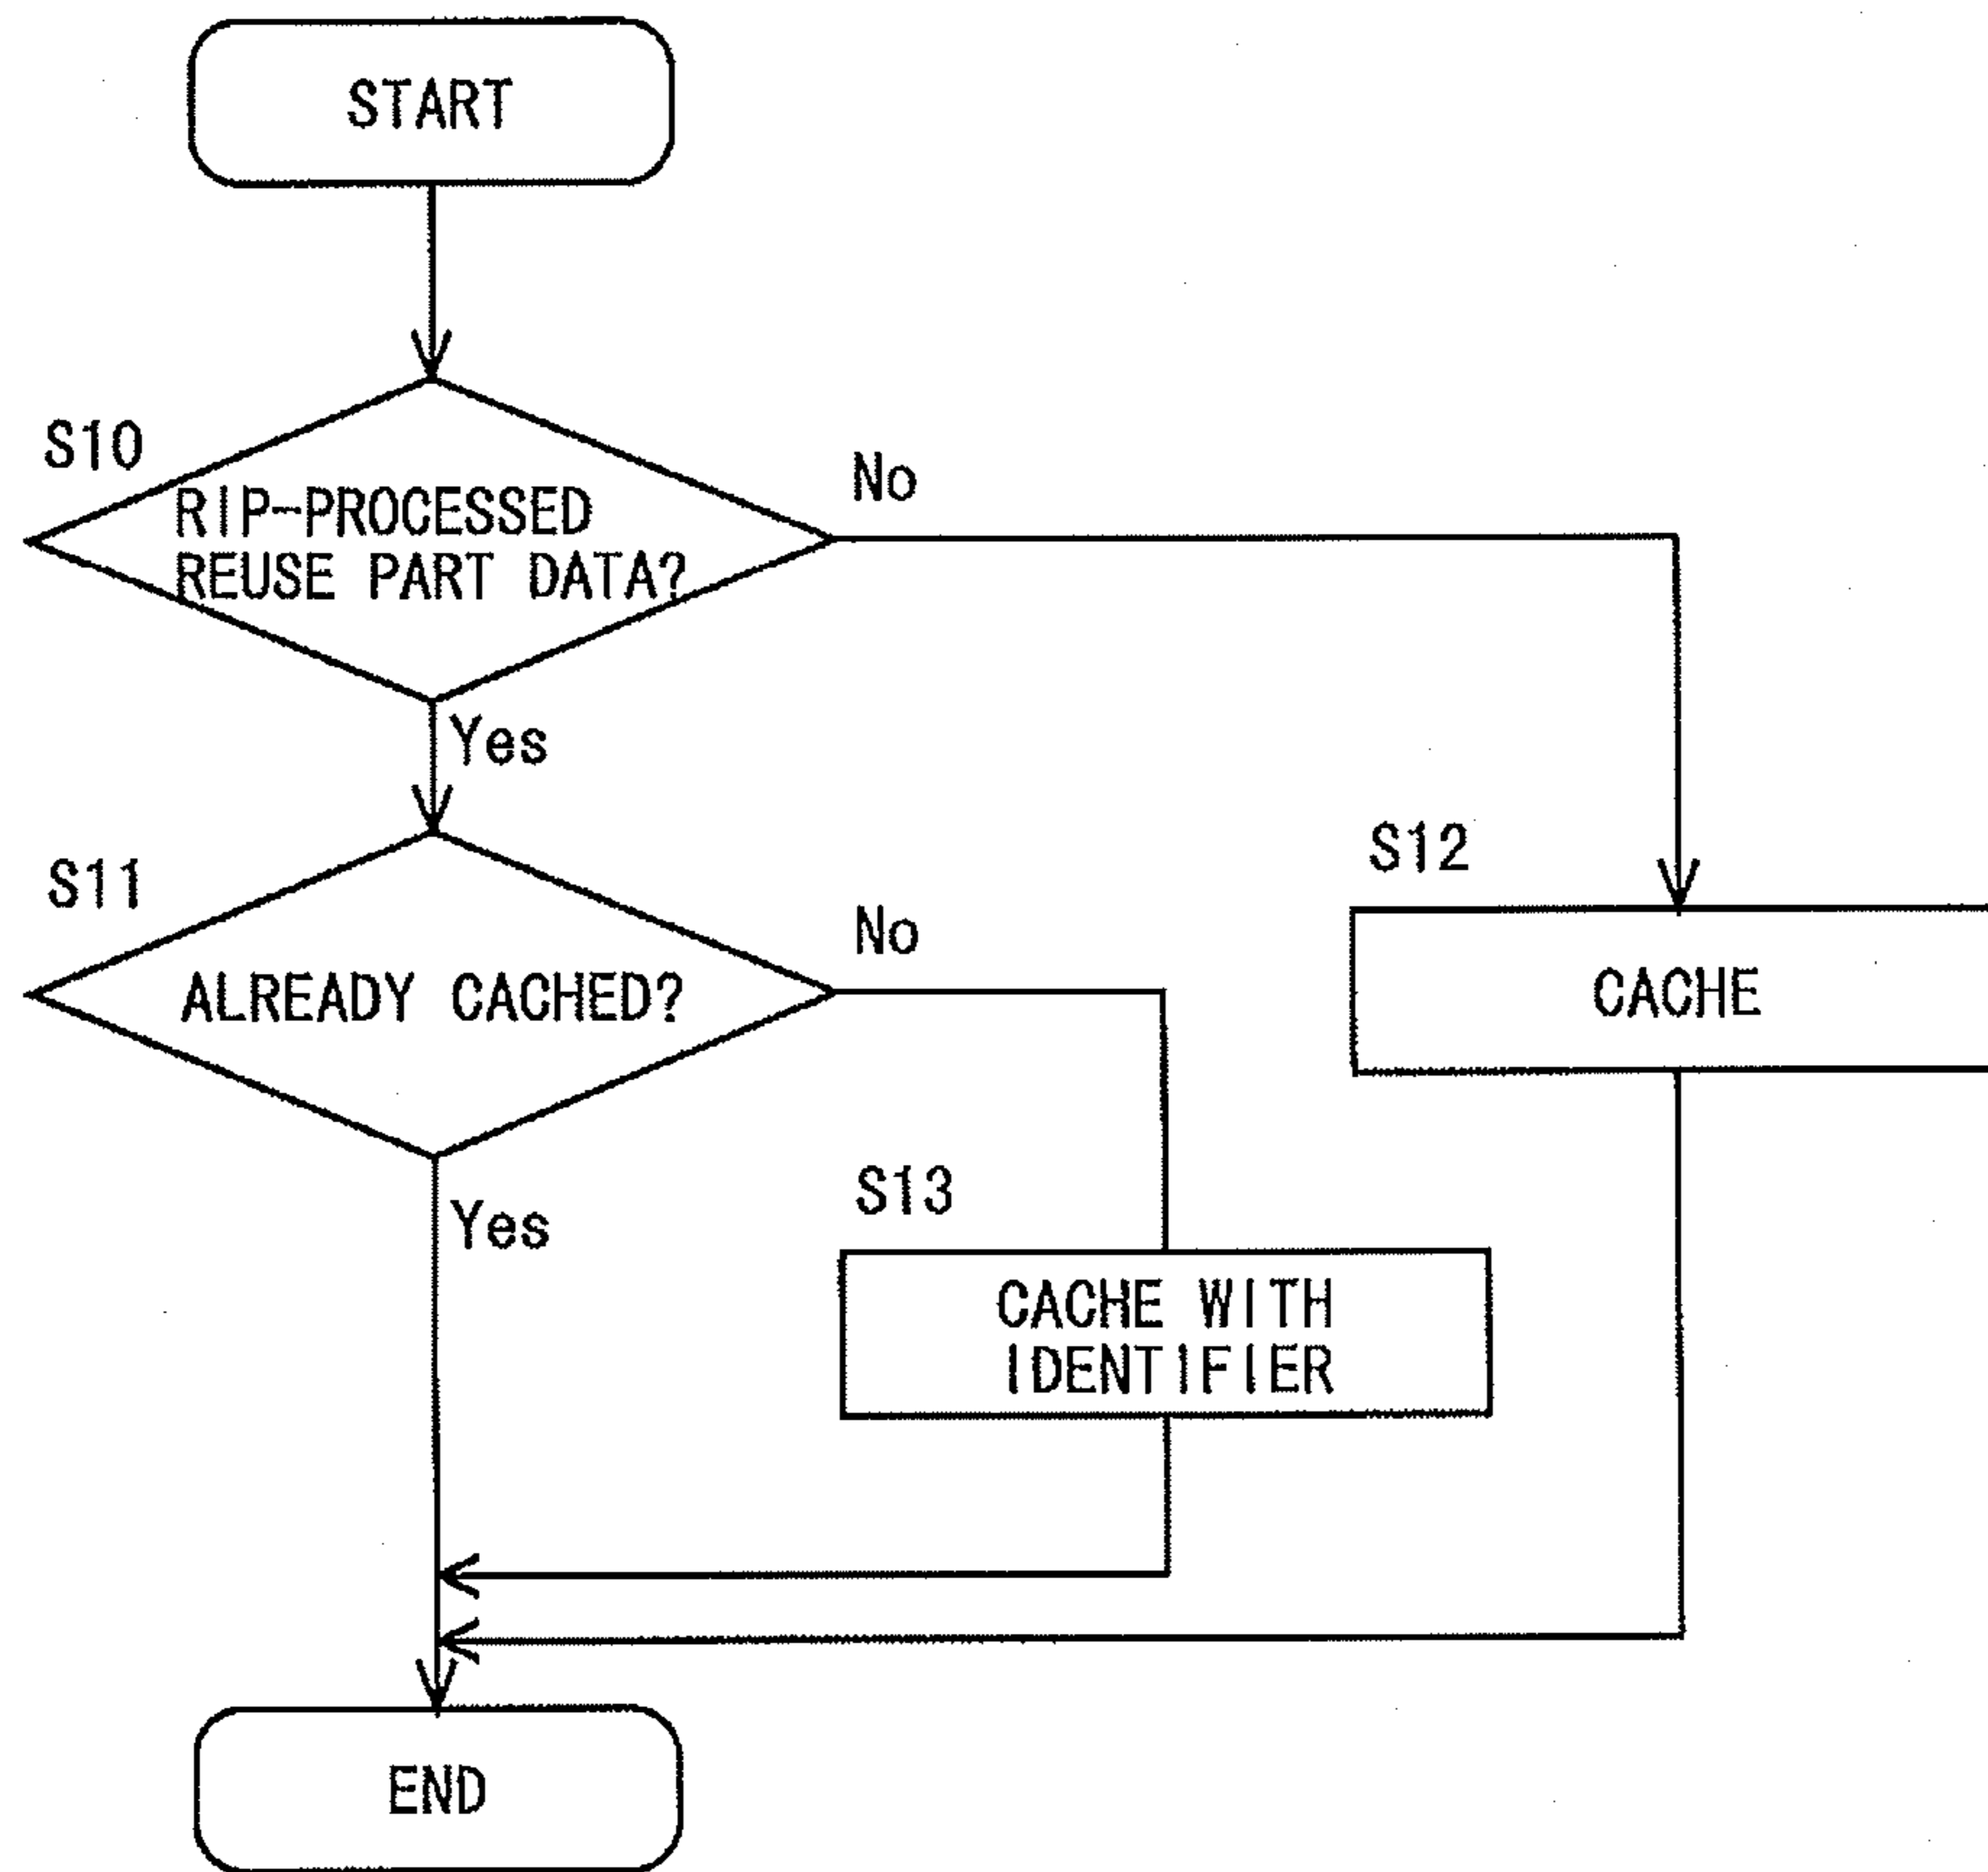 START
S10
RIP-PROCESSED
REUSE PART DATA?
No
Yes
S11
ALREADY CACHED?
No
S12
CACHE
Yes
S13
CACHE WITH
IDENTIFIER
END